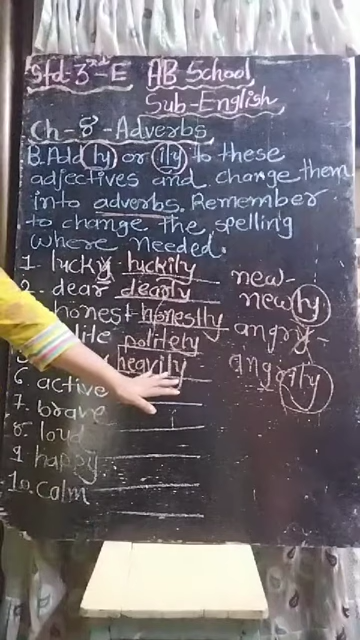 Std-3rd-E AB School
Sub-English
Ch-8-Adverbs
B. Add ly or ily to these
adjectives and change them
into adverbs. Remember
to change the spelling
where needed.
1. lucky luckily
2. dear dearly
honest honestly
polite politely
heavily
6. active
7. brave
8. loud
9. happy
10. calm
new-
newly
angry-
angrily